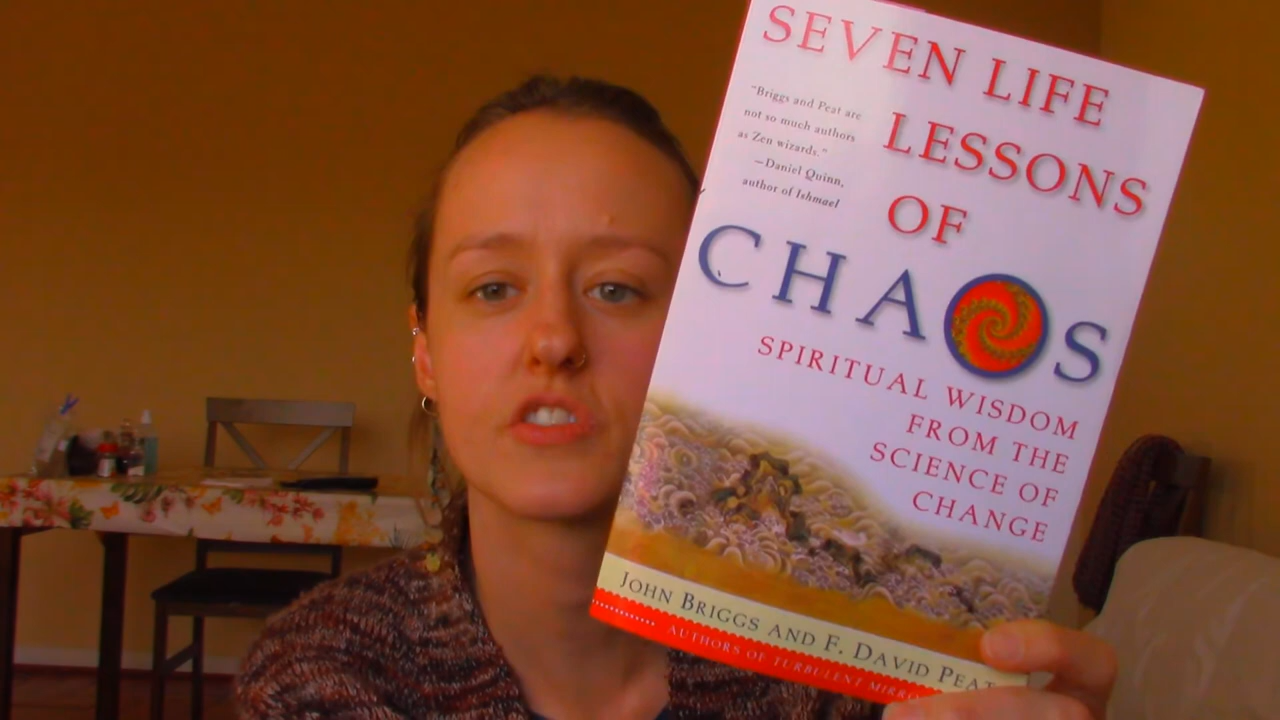 SEVEN LIFE
LESSONS
OF
CHAOS
"Briggs and Peat are
not so much authors
as Zen wizards."
—Daniel Quinn,
author of Ishmael
SPIRITUAL WISDOM
FROM THE
SCIENCE OF
CHANGE
JOHN BRIGGS AND F. DAVID PEAT
AUTHORS OF TURBULENT